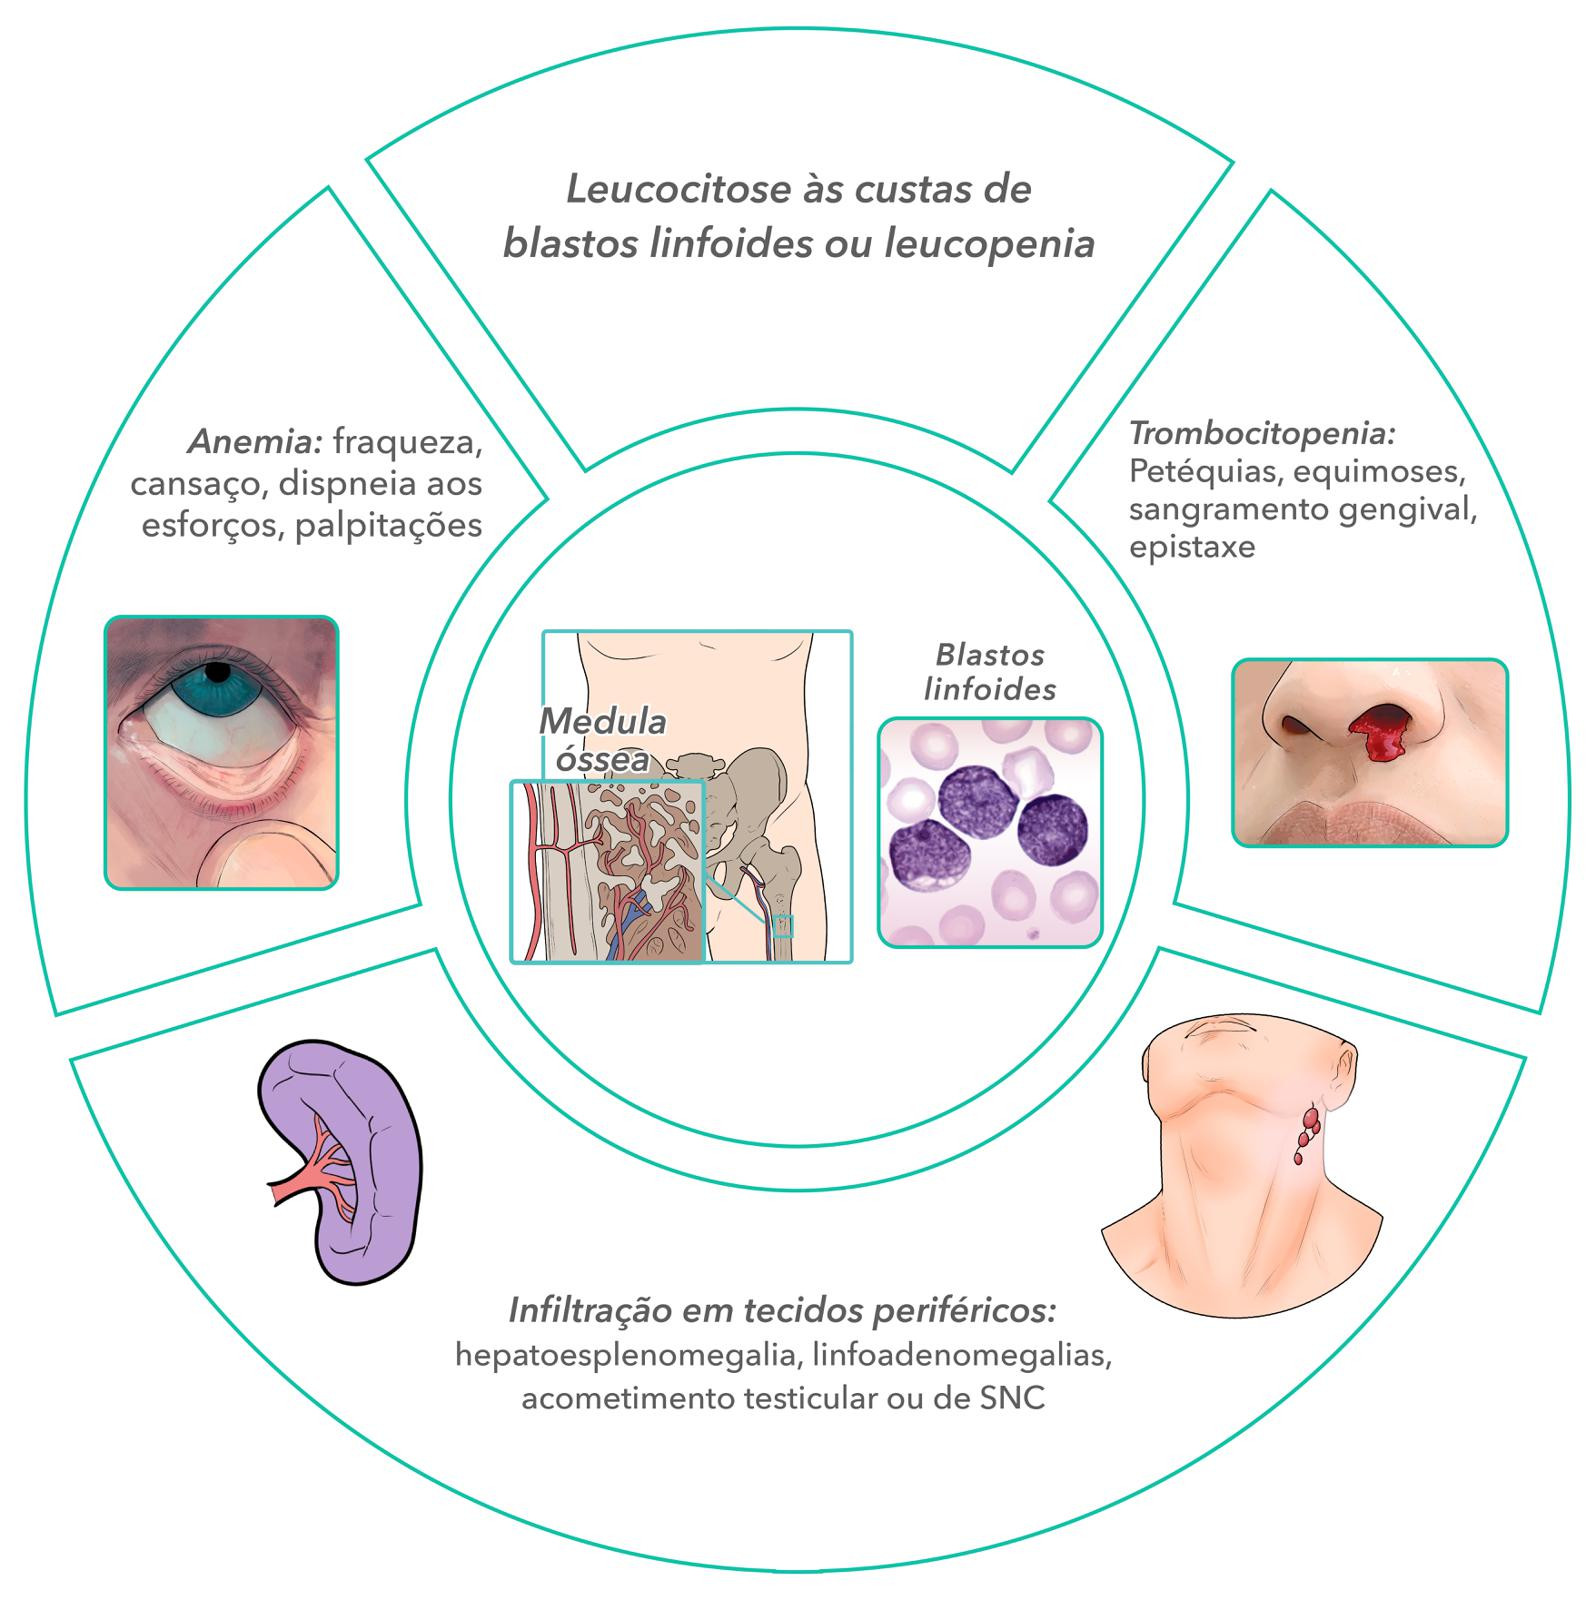 Leucocitose às custas de
blastos linfoides ou leucopenia
Anemia: fraqueza,
cansaço, dispneia aos
esforços, palpitações
Trombocitopenia:
Petéquias, equimoses,
sangramento gengival,
epistaxe
Medula
óssea
Blastos
linfoides
Infiltração em tecidos periféricos:
hepatoesplenomegalia, linfoadenomegalias,
acometimento testicular ou de SNC